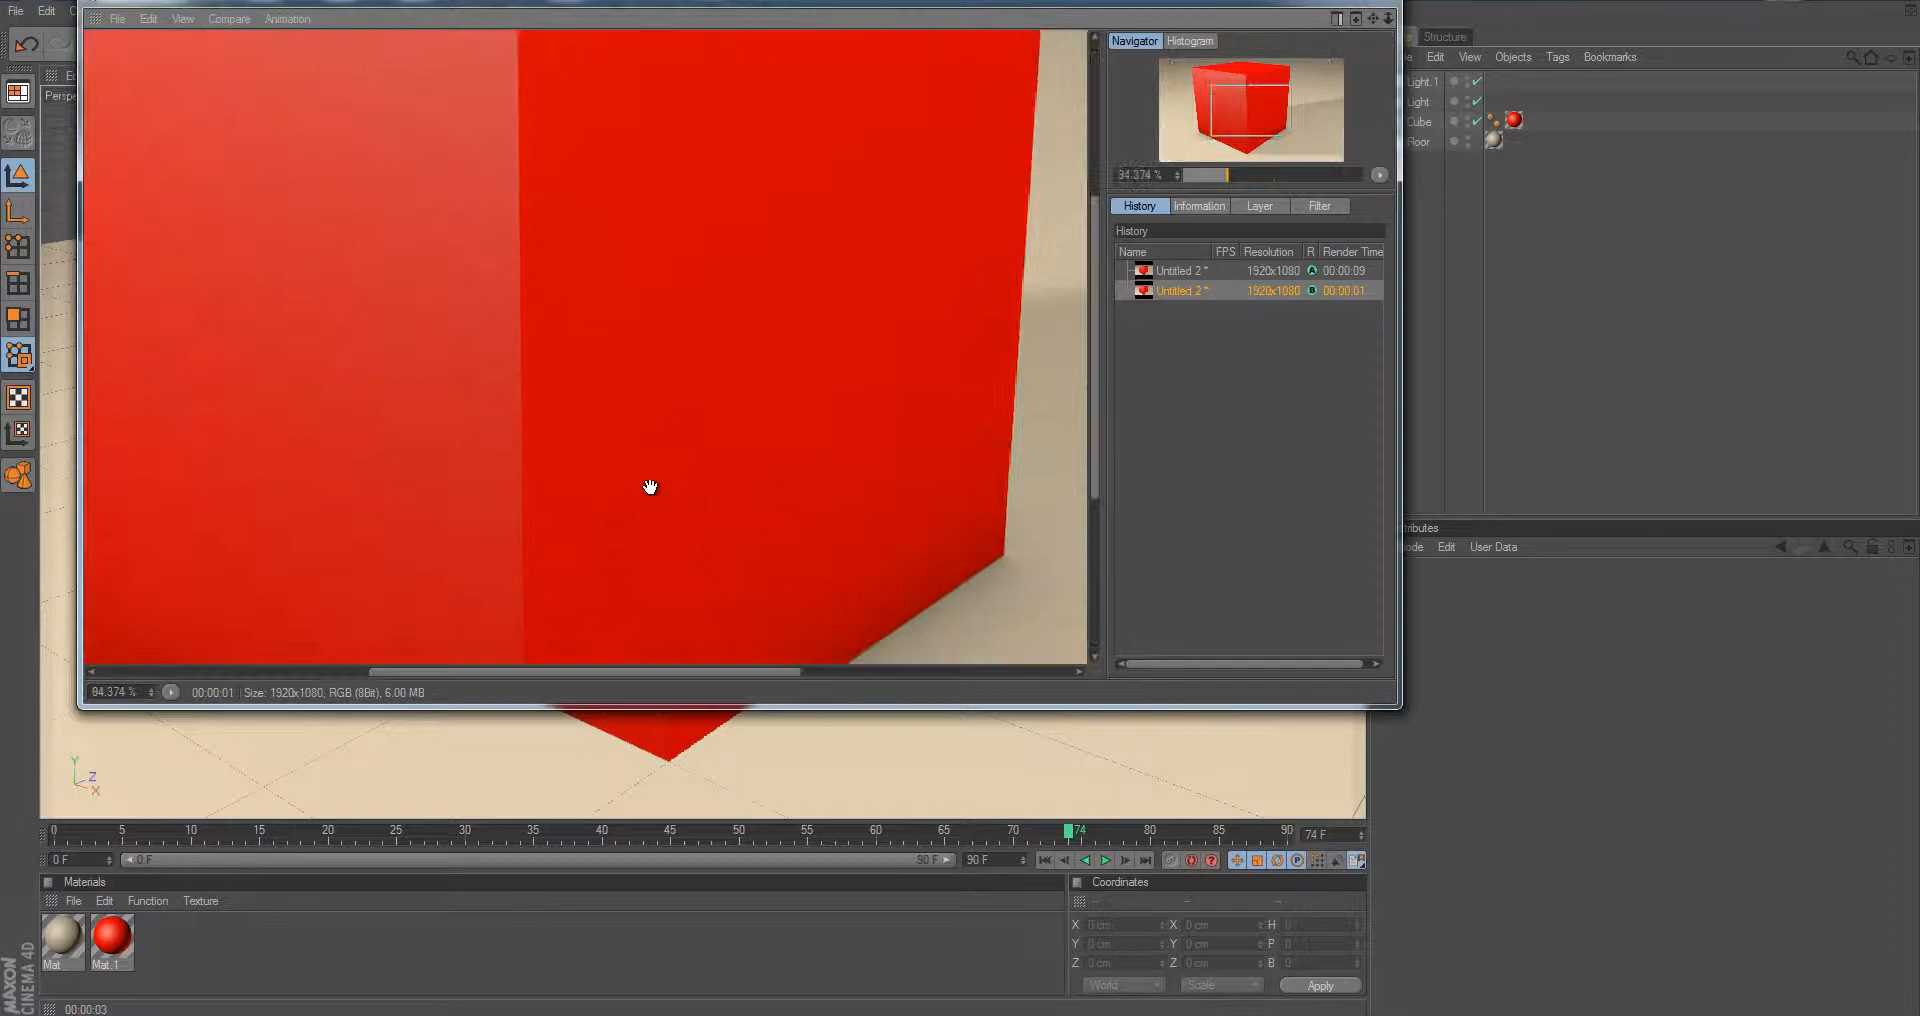 File Edit
File Edit View Compare Animation
Navigator Histogram
Structure
Edit View Objects Tags Bookmarks
Light.1
Light
Cube
Floor
94.374 %
History Information Layer Filter
History
Name FPS Resolution R Render Time
Untitled 2 * 1920x1080 A 00:00:09
Untitled 2 * 1920x1080 B 00:00:01
tributes
ode Edit User Data
94.374 % 00:00:01 Size: 1920x1080, RGB (8Bit), 6.00 MB
Y
Z
X
0 5 10 15 20 25 30 35 40 45 50 55 60 65 70 74 80 85 90 74 F
0 F 0 F 90 F 90 F
Materials
Coordinates
File Edit Function Texture
Mat Mat.1
X 0 cm X 0 cm H 0
Y 0 cm Y 0 cm P 0
Z 0 cm Z 0 cm B 0
World Scale Apply
MAXON
CINEMA 4D
00:00:03